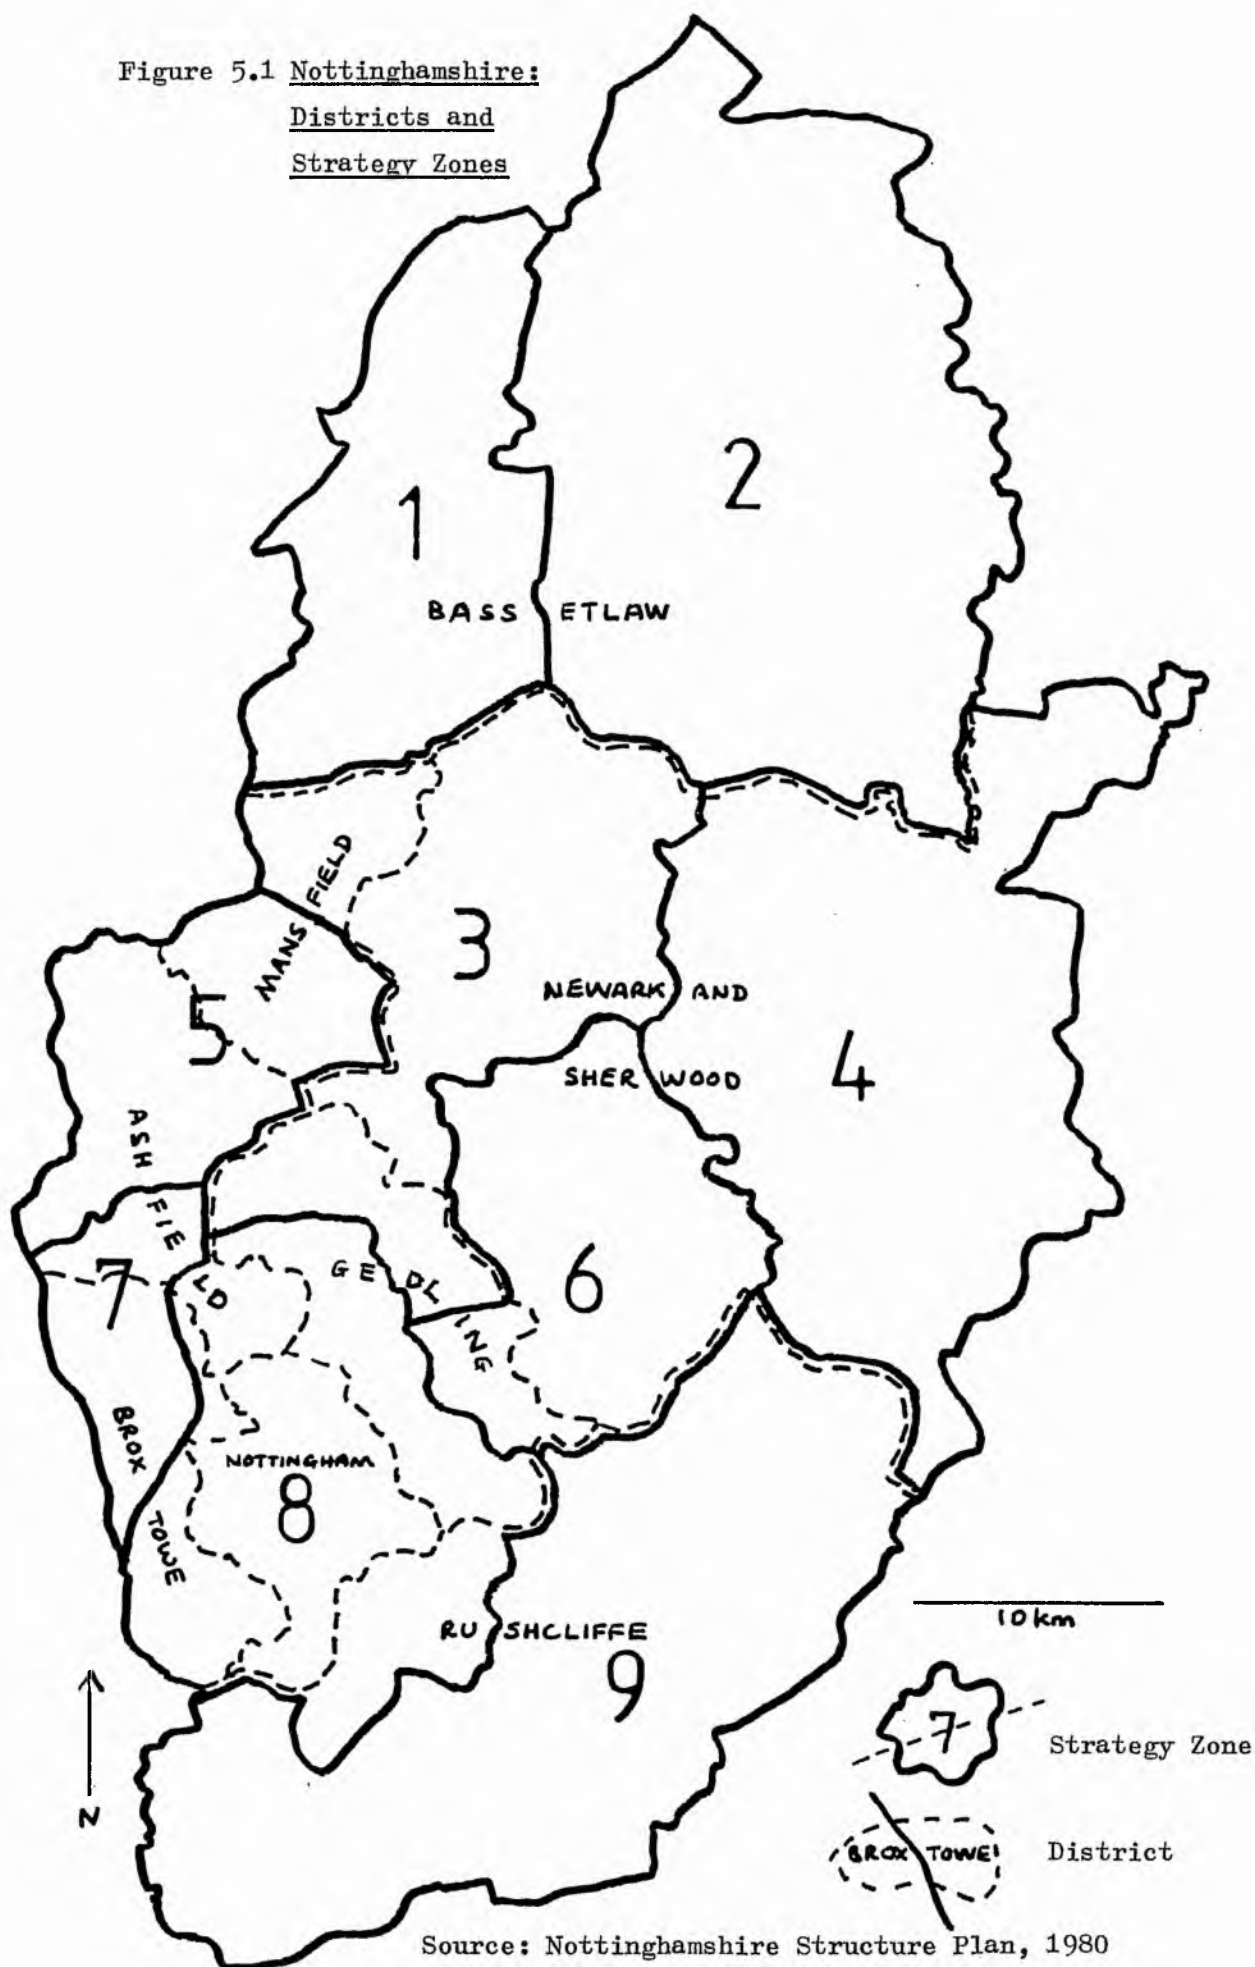 Figure 5.1 Nottinghamshire:
Districts and
Strategy Zones
1
2
BASS ETLAW
MANS FIELD
3
NEWARK AND
SHER WOOD
4
5
ASH FIE LD
GE DL ING
6
7
BROX TOWE
NOTTINGHAM
8
RU SHCLIFFE
9
10 km
N
7
Strategy Zone
BROX TOWE
District
Source: Nottinghamshire Structure Plan, 1980